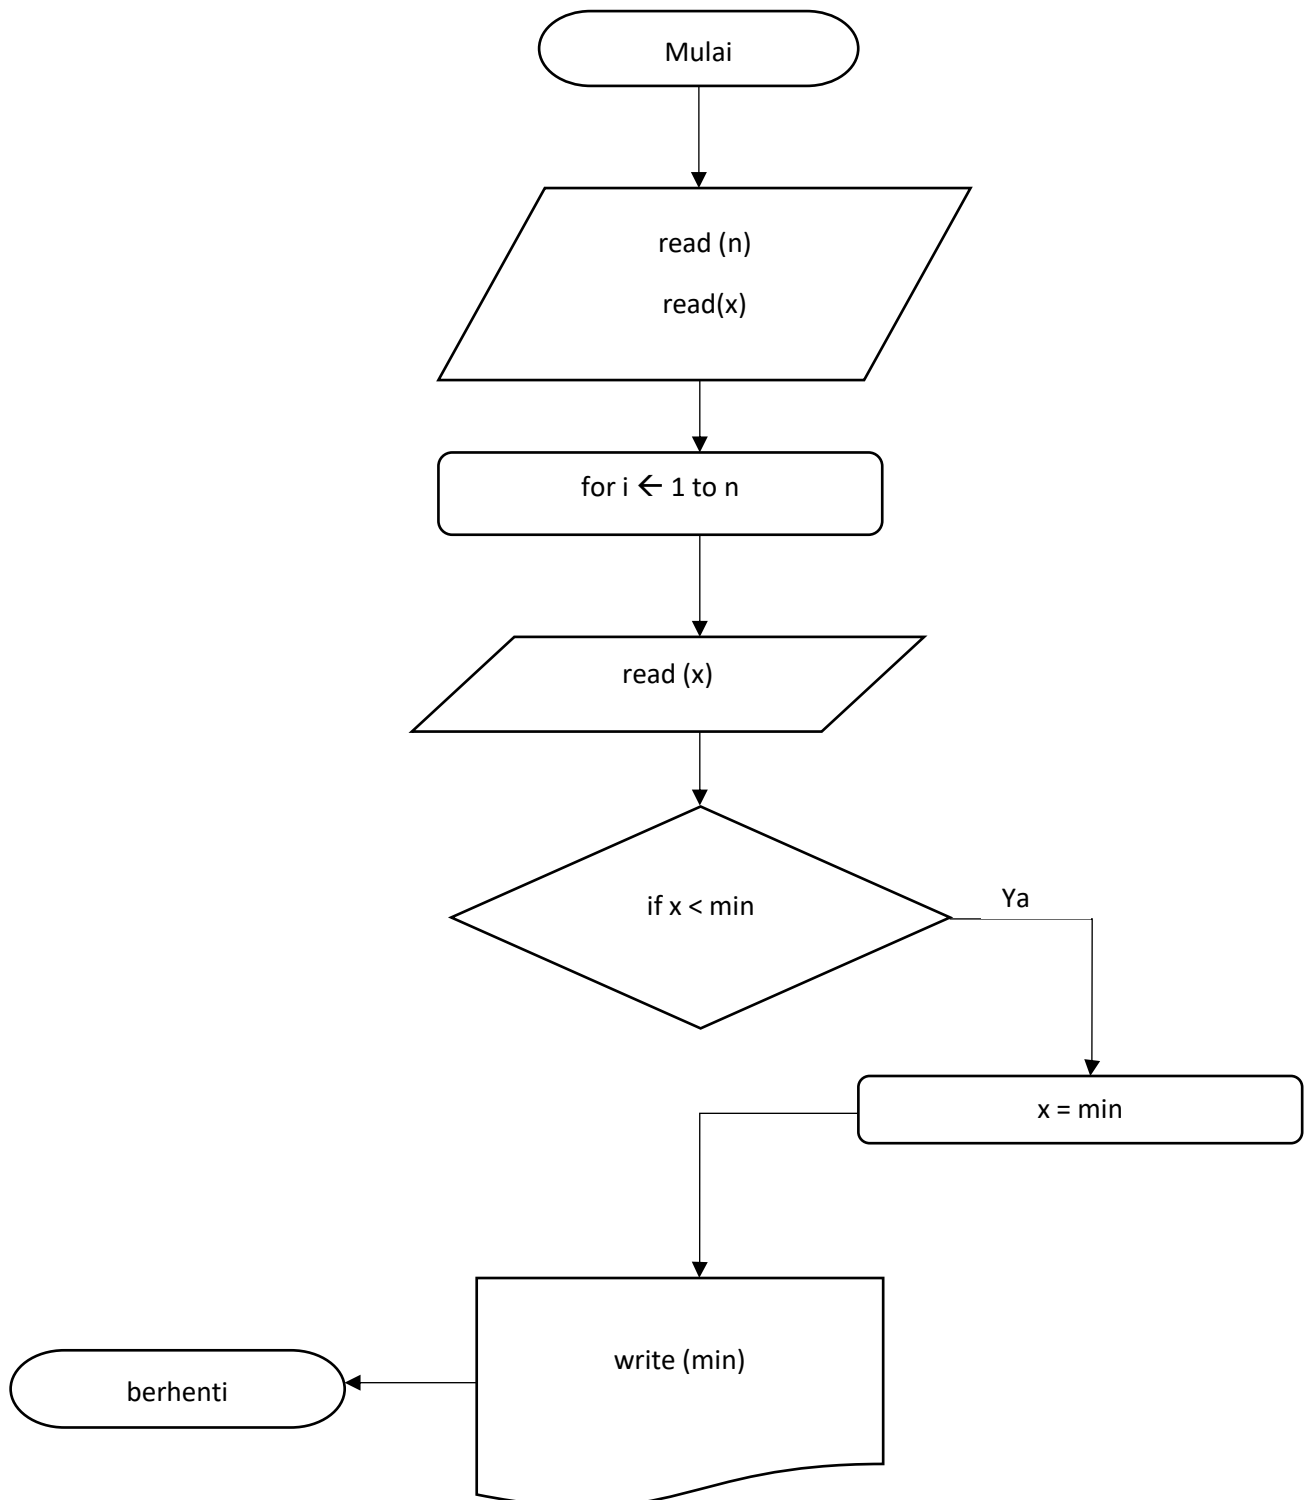 Mulai
read (n)
read(x)
for i ← 1 to n
read (x)
if x < min
Ya
x = min
write (min)
berhenti